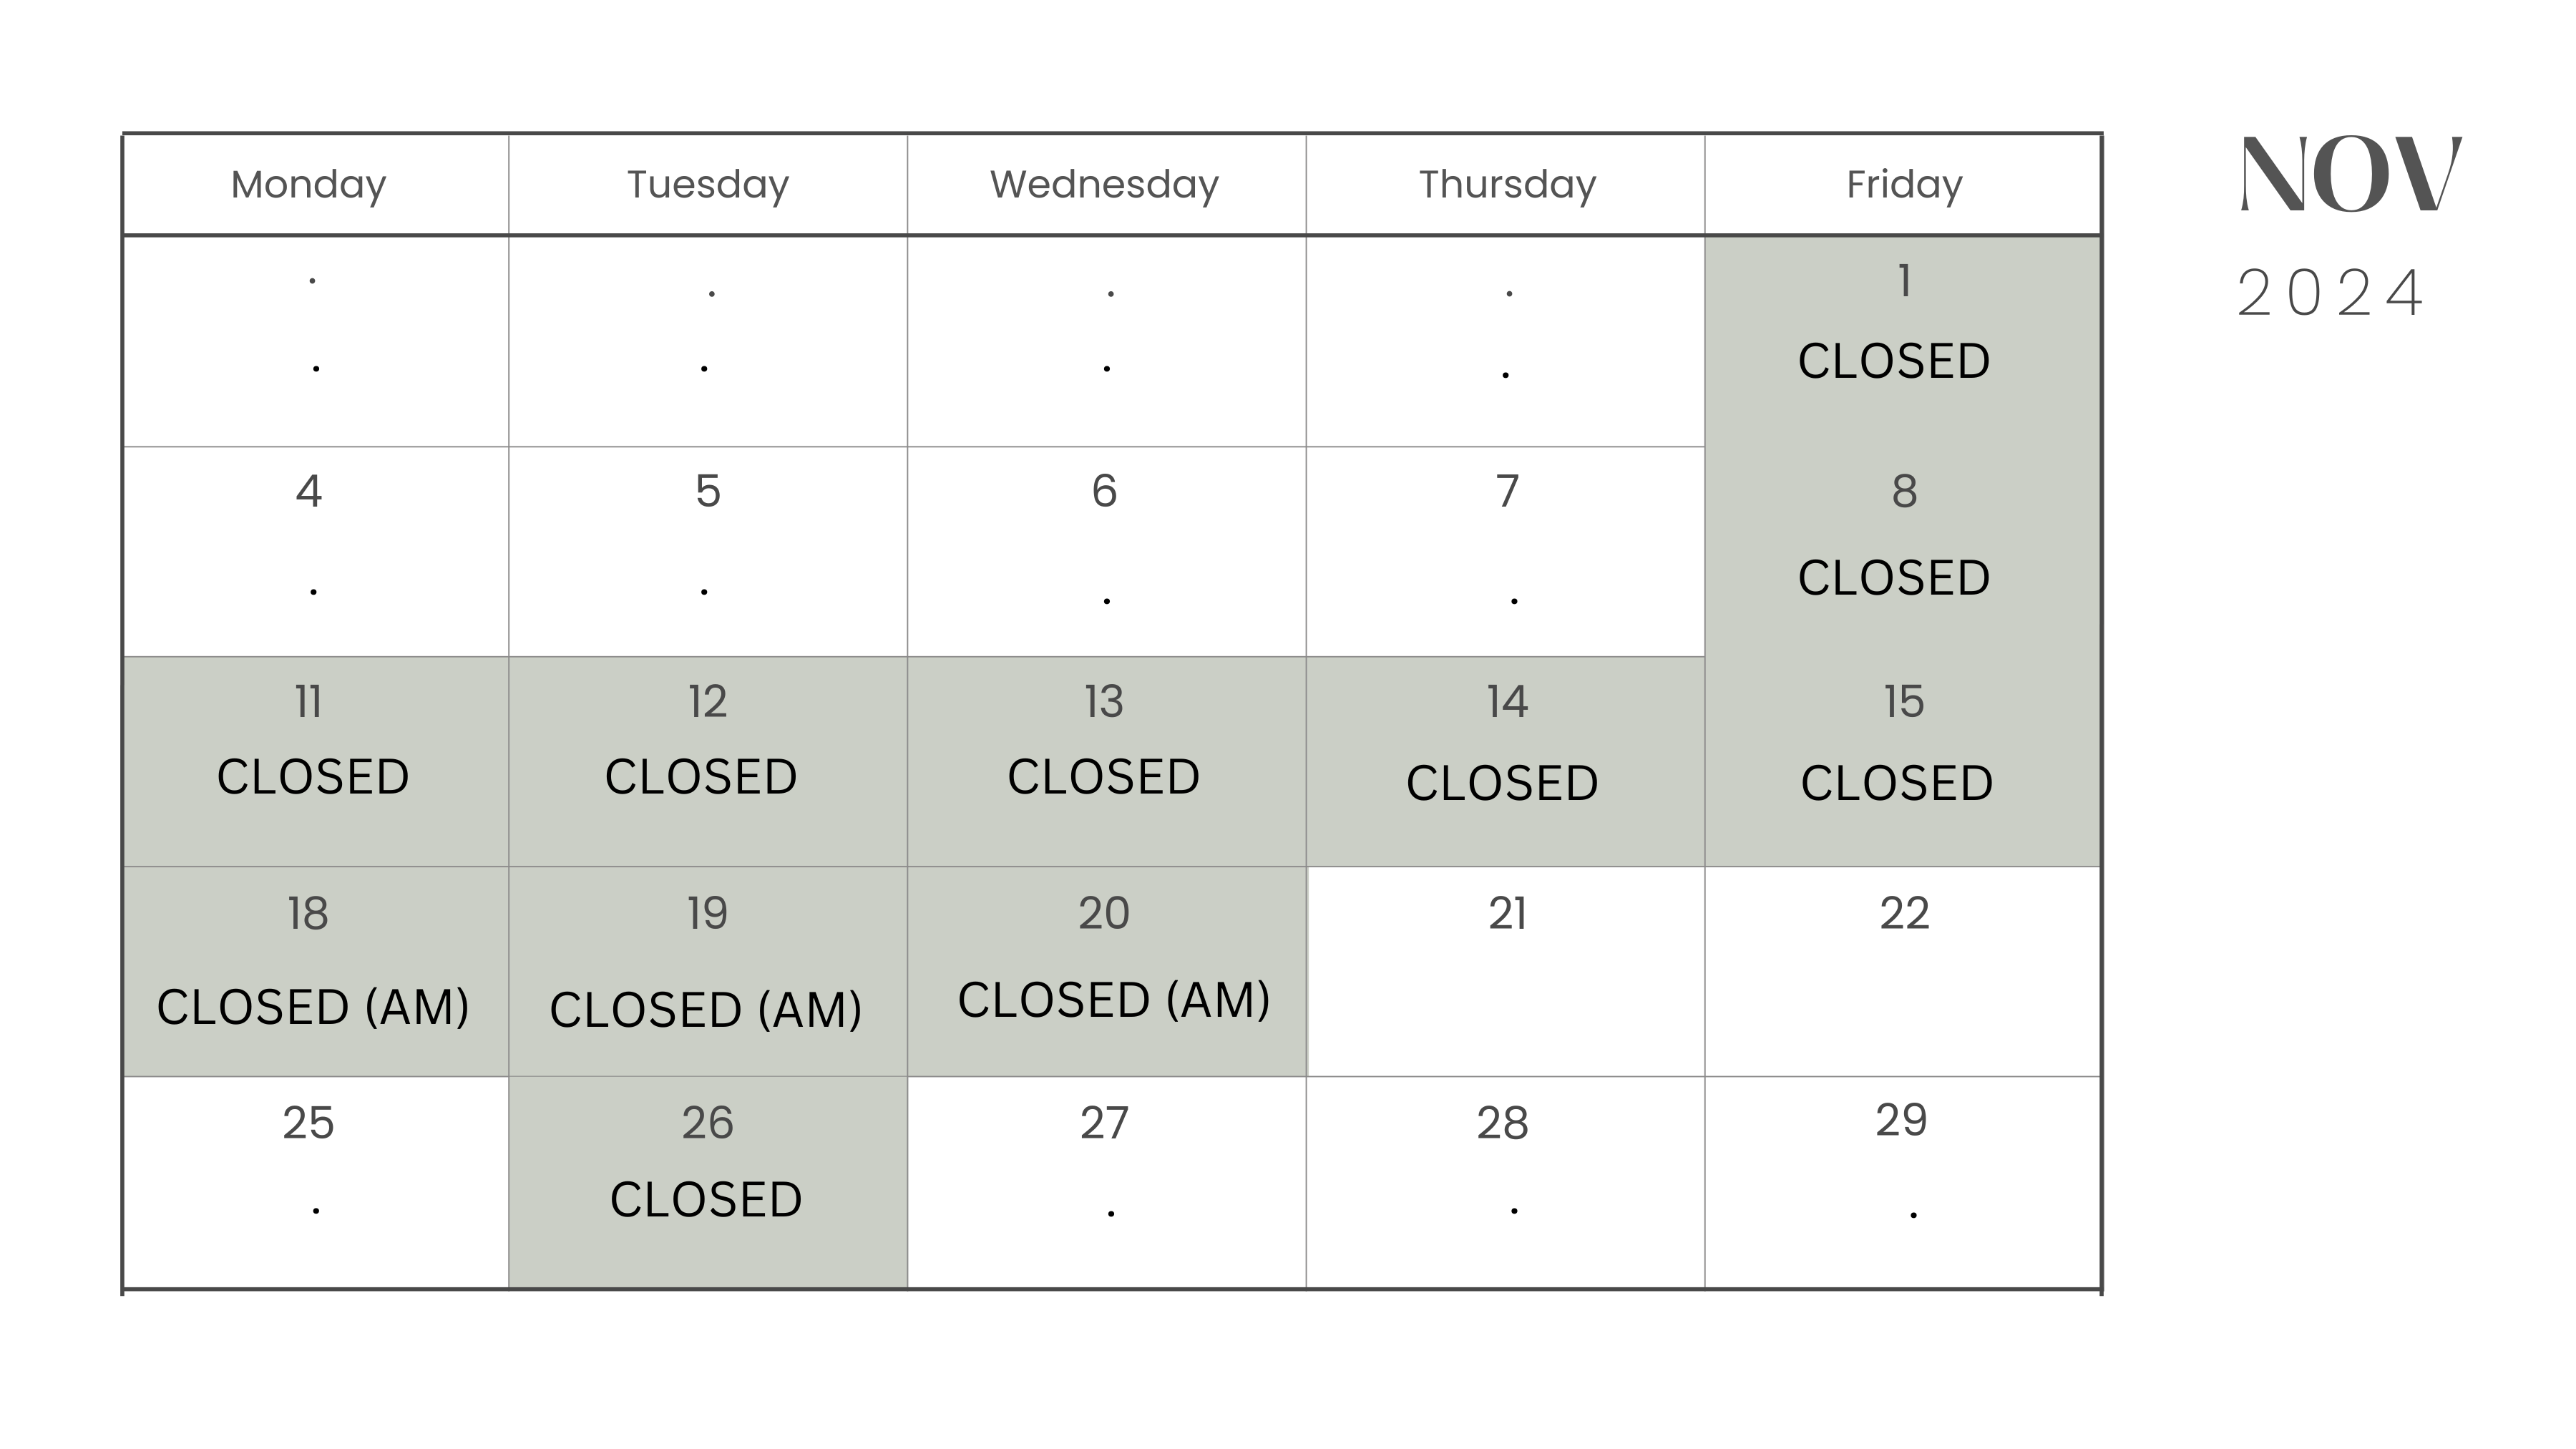 NOV
2024
Monday Tuesday Wednesday Thursday Friday
. . . . 1
. . . . CLOSED
4 5 6 7 8
. . . . CLOSED
11 12 13 14 15
CLOSED CLOSED CLOSED CLOSED CLOSED
18 19 20 21 22
CLOSED (AM) CLOSED (AM) CLOSED (AM)
25 26 27 28 29
. CLOSED . . .